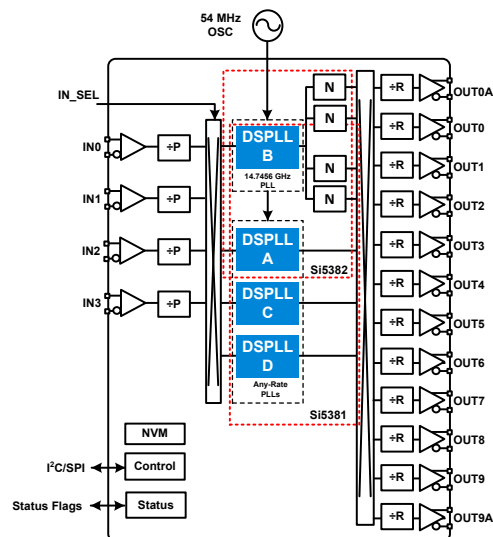 54 MHz
OSC
IN_SEL
IN0
÷P
IN1
÷P
IN2
÷P
IN3
÷P
DSPLL
B
14.7456 GHz
PLL
DSPLL
A
Si5382
DSPLL
C
DSPLL
D
Any-Rate
PLLs
Si5381
N
N
N
N
÷R
OUT0A
÷R
OUT0
÷R
OUT1
÷R
OUT2
÷R
OUT3
÷R
OUT4
÷R
OUT5
÷R
OUT6
÷R
OUT7
÷R
OUT8
÷R
OUT9
÷R
OUT9A
NVM
I²C/SPI
Control
Status Flags
Status